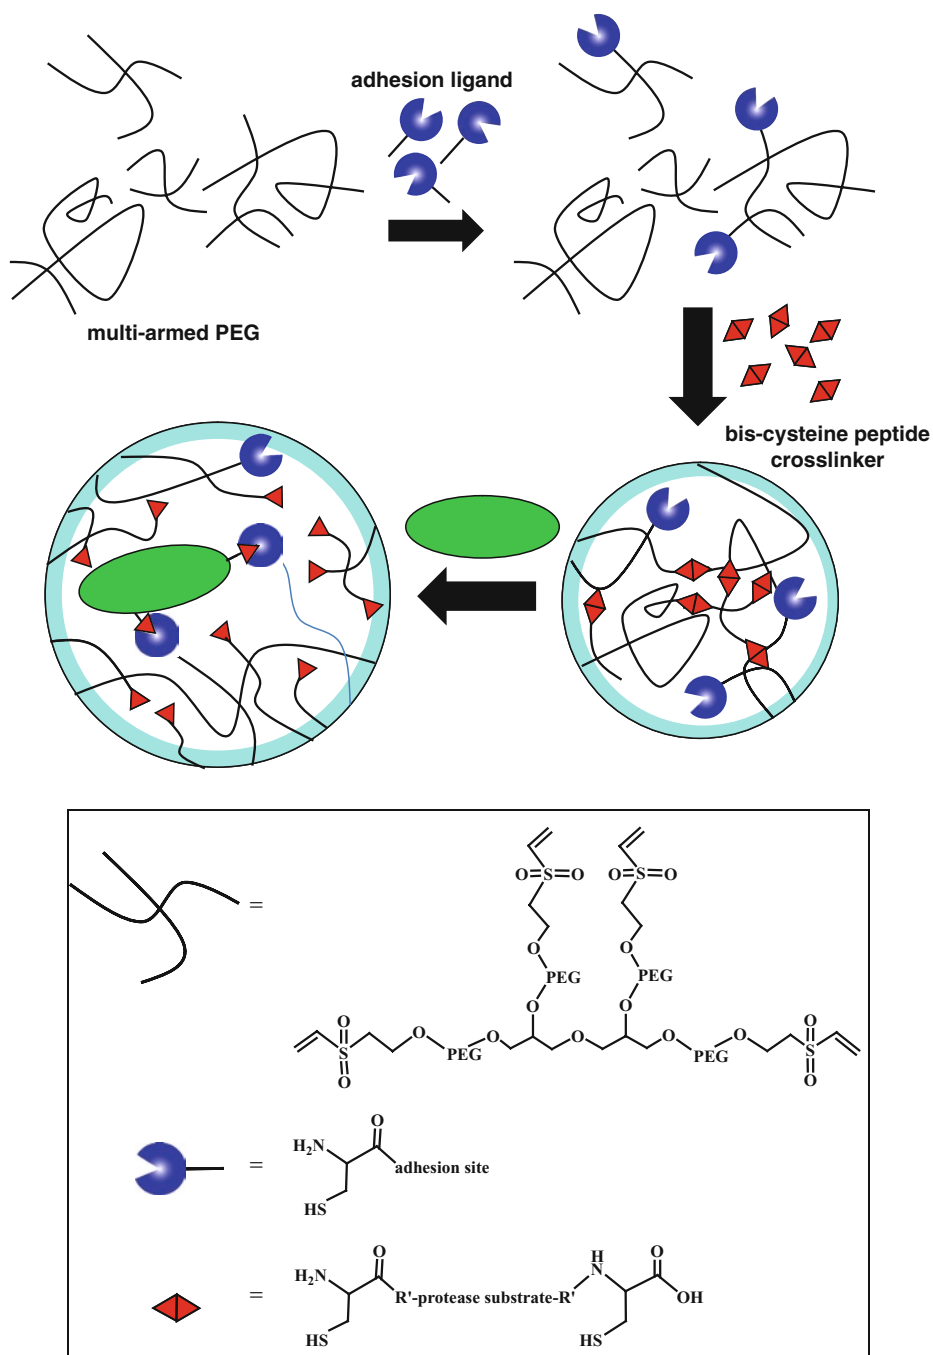 adhesion ligand
multi-armed PEG
bis-cysteine peptide
crosslinker
=
O=S=O O=S=O
O O
PEG PEG
O O
O O O O O O O
S PEG PEG S
O O
=
H₂N O
adhesion site
HS
=
H₂N O H N O
R'-protease substrate-R' OH
HS HS